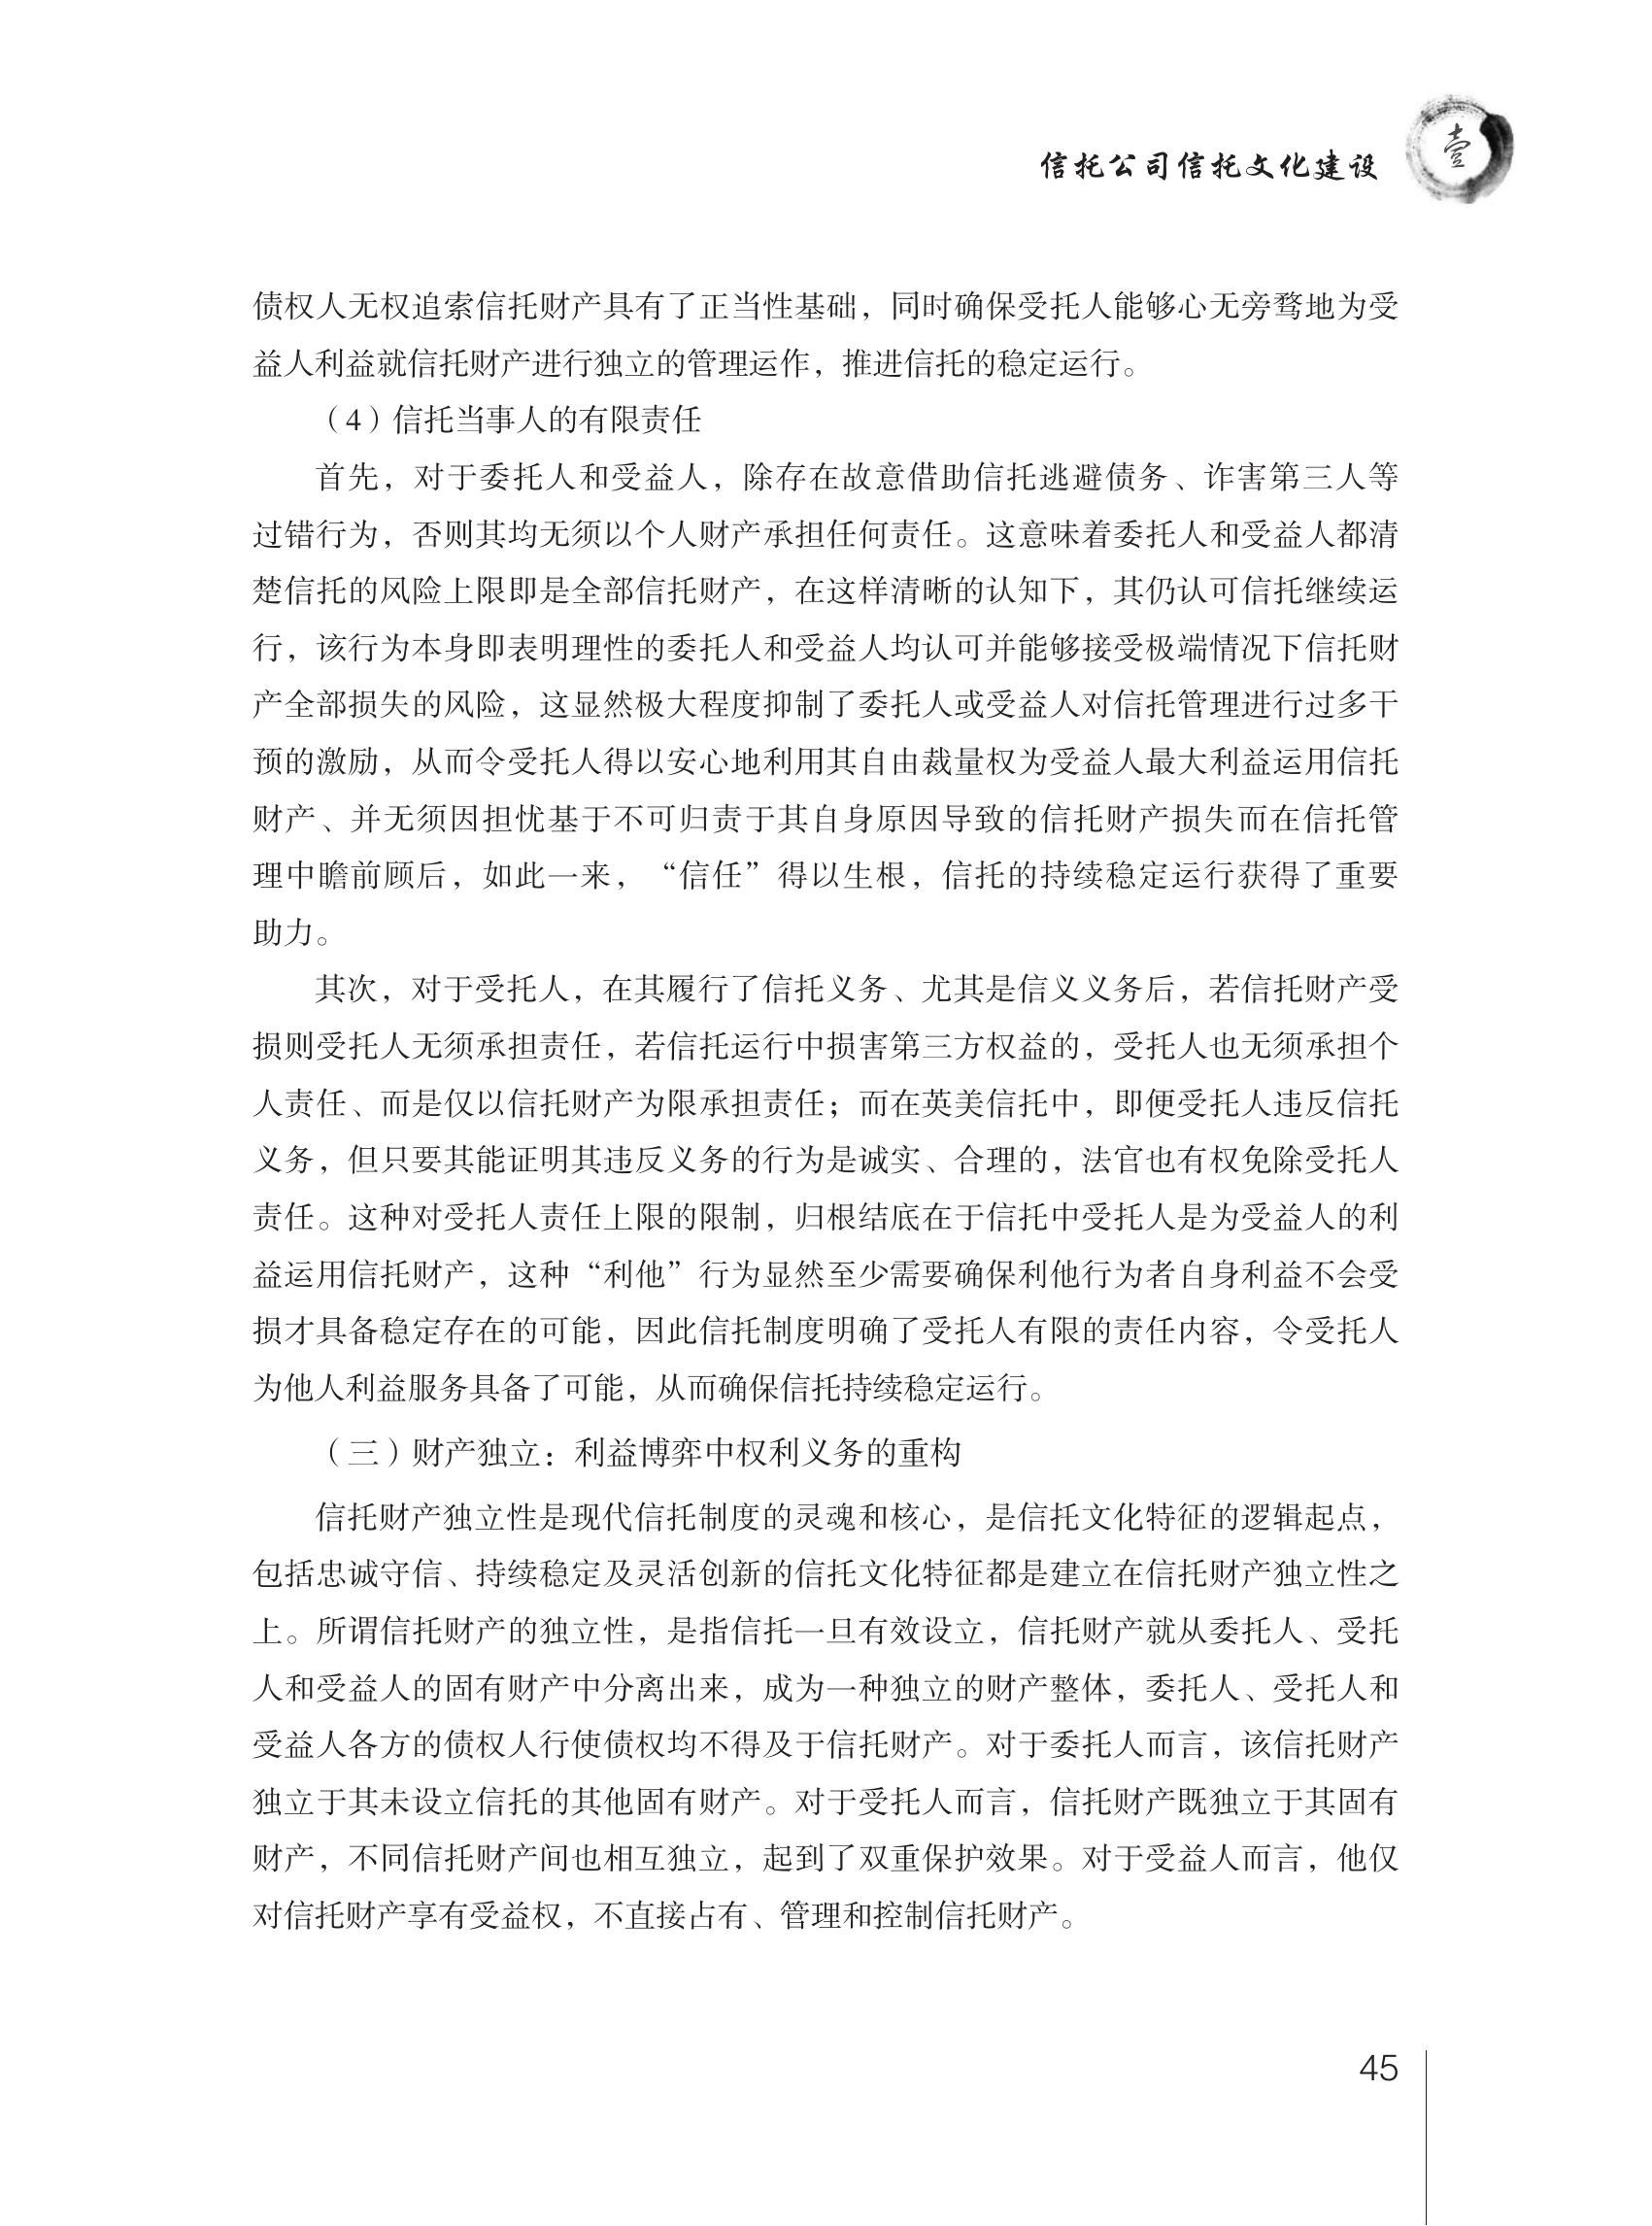 信托公司信托文化建设
壹
债权人无权追索信托财产具有了正当性基础，同时确保受托人能够心无旁骛地为受
益人利益就信托财产进行独立的管理运作，推进信托的稳定运行。
（4）信托当事人的有限责任
首先，对于委托人和受益人，除存在故意借助信托逃避债务、诈害第三人等
过错行为，否则其均无须以个人财产承担任何责任。这意味着委托人和受益人都清
楚信托的风险上限即是全部信托财产，在这样清晰的认知下，其仍认可信托继续运
行，该行为本身即表明理性的委托人和受益人均认可并能够接受极端情况下信托财
产全部损失的风险，这显然极大程度抑制了委托人或受益人对信托管理进行过多干
预的激励，从而令受托人得以安心地利用其自由裁量权为受益人最大利益运用信托
财产、并无须因担忧基于不可归责于其自身原因导致的信托财产损失而在信托管
理中瞻前顾后，如此一来，“信任”得以生根，信托的持续稳定运行获得了重要
助力。
其次，对于受托人，在其履行了信托义务、尤其是信义义务后，若信托财产受
损则受托人无须承担责任，若信托运行中损害第三方权益的，受托人也无须承担个
人责任、而是仅以信托财产为限承担责任；而在英美信托中，即便受托人违反信托
义务，但只要其能证明其违反义务的行为是诚实、合理的，法官也有权免除受托人
责任。这种对受托人责任上限的限制，归根结底在于信托中受托人是为受益人的利
益运用信托财产，这种“利他”行为显然至少需要确保利他行为者自身利益不会受
损才具备稳定存在的可能，因此信托制度明确了受托人有限的责任内容，令受托人
为他人利益服务具备了可能，从而确保信托持续稳定运行。
（三）财产独立：利益博弈中权利义务的重构
信托财产独立性是现代信托制度的灵魂和核心，是信托文化特征的逻辑起点，
包括忠诚守信、持续稳定及灵活创新的信托文化特征都是建立在信托财产独立性之
上。所谓信托财产的独立性，是指信托一旦有效设立，信托财产就从委托人、受托
人和受益人的固有财产中分离出来，成为一种独立的财产整体，委托人、受托人和
受益人各方的债权人行使债权均不得及于信托财产。对于委托人而言，该信托财产
独立于其未设立信托的其他固有财产。对于受托人而言，信托财产既独立于其固有
财产，不同信托财产间也相互独立，起到了双重保护效果。对于受益人而言，他仅
对信托财产享有受益权，不直接占有、管理和控制信托财产。
45